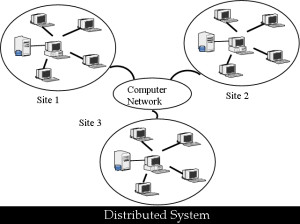 Site 1
Computer
Network
Site 2
Site 3
Distributed System